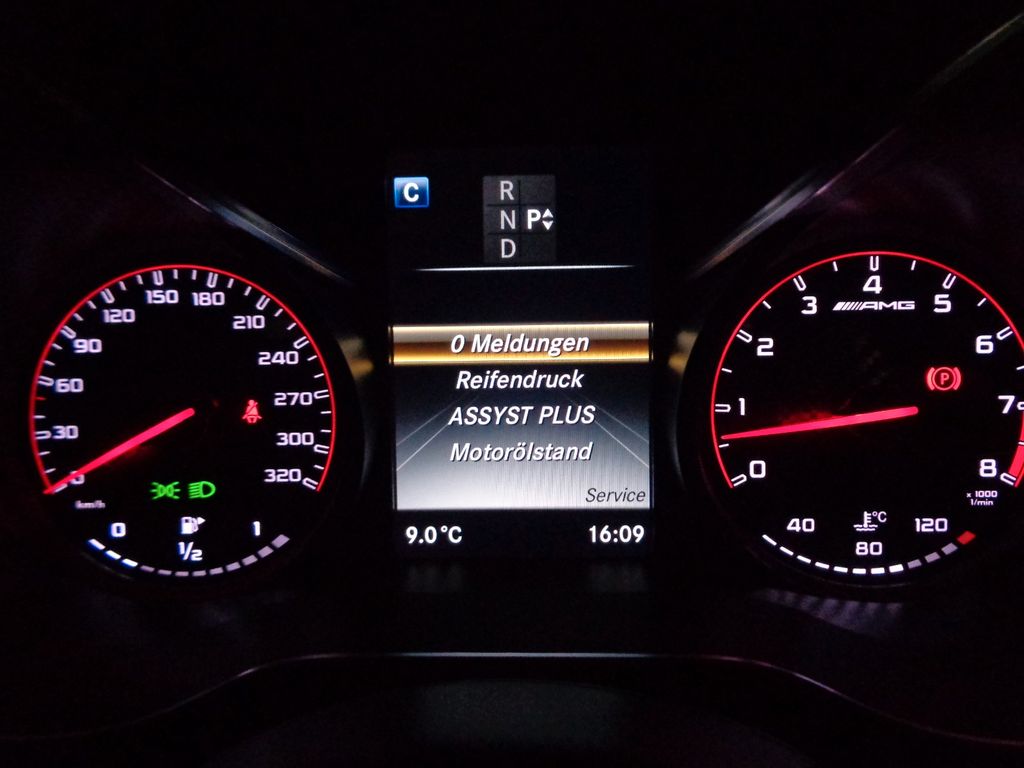 C
R
N P
D
0 Meldungen
Reifendruck
ASSYST PLUS
Motorölstand
Service
9.0°C 16:09
0
30
60
90
120
150
180
210
240
270
300
320
km/h
0 1/2 1
0
1
2
3
4
5
6
7
8
AMG
P
x 1000
1/min
°C
40 80 120